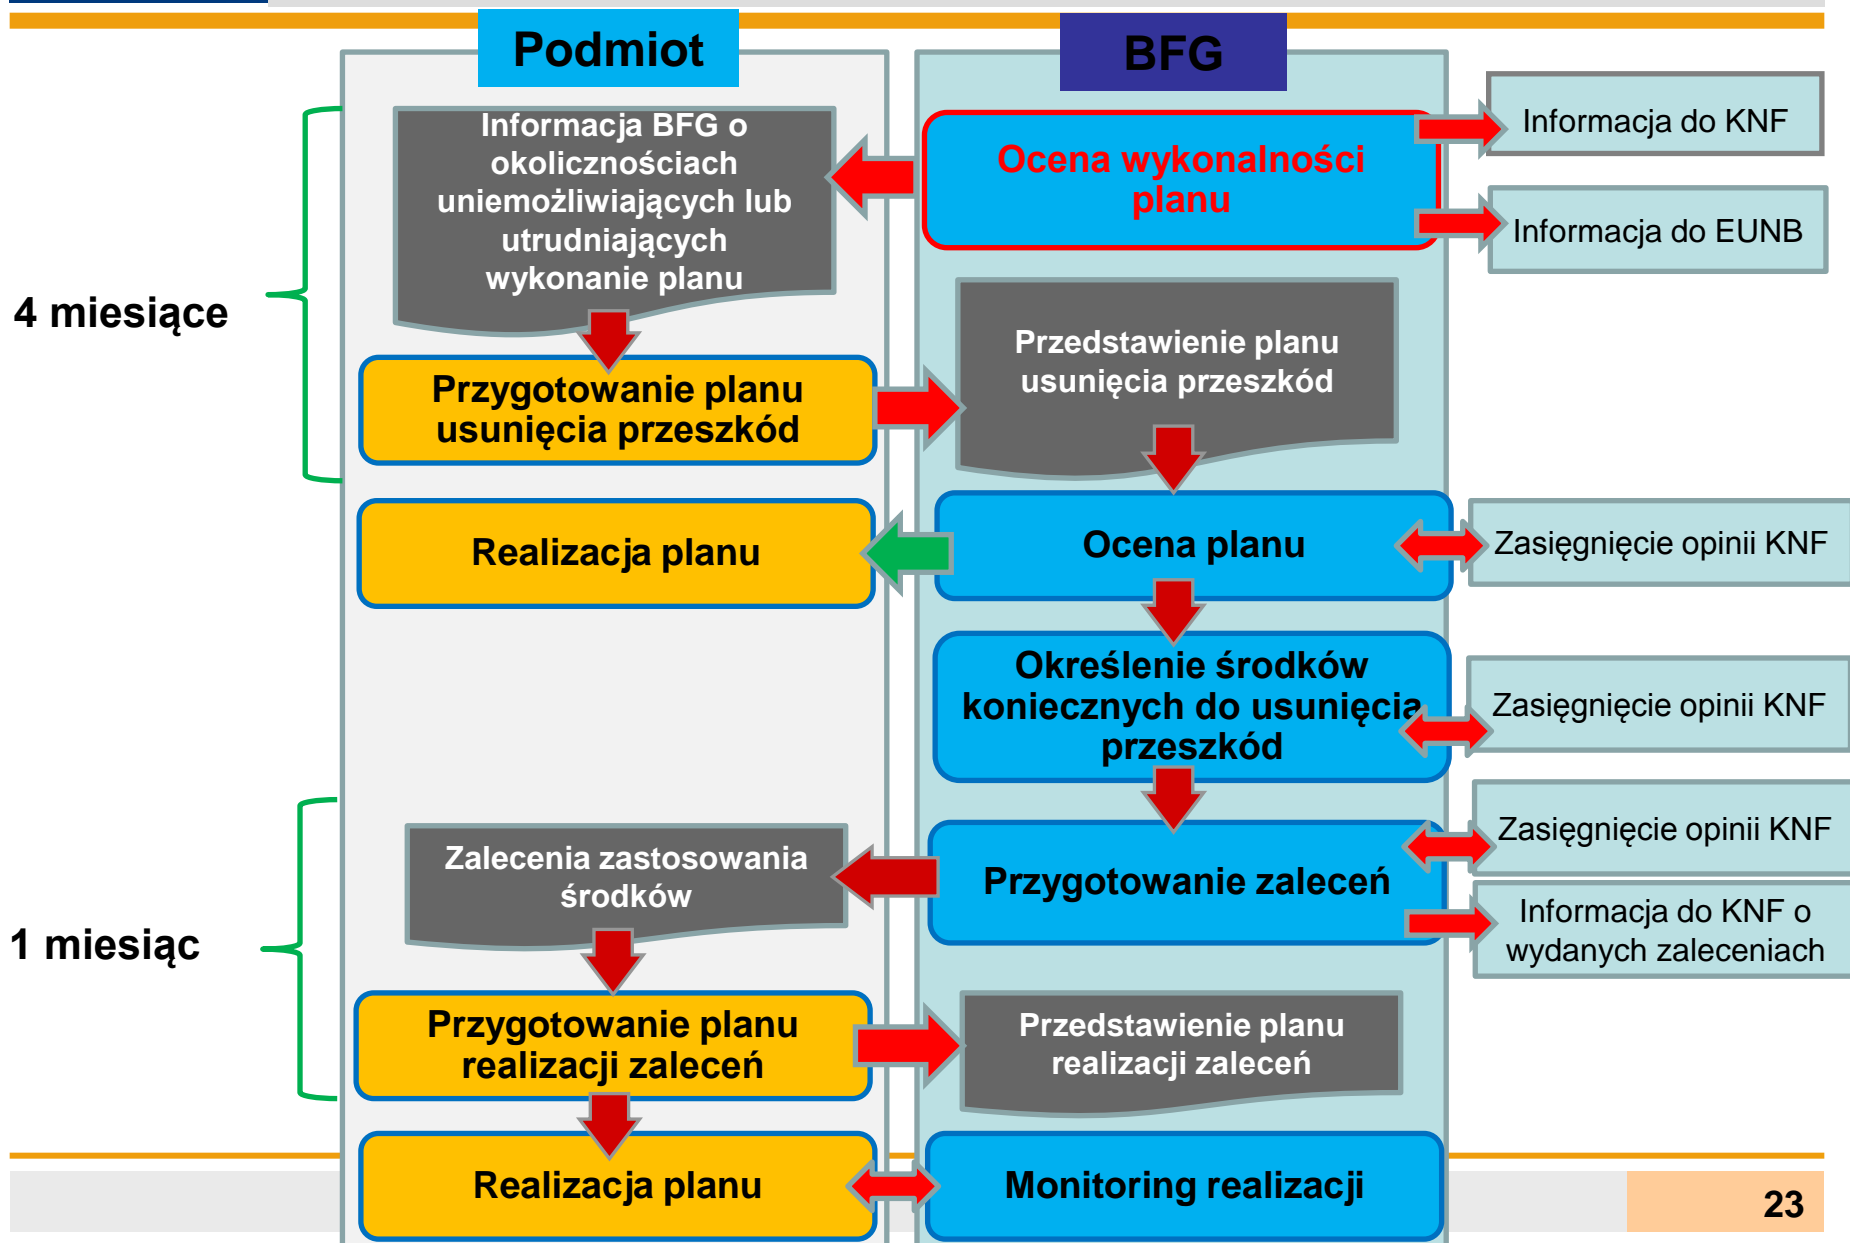 Podmiot
BFG
Informacja BFG o
okolicznościach
uniemożliwiających lub
utrudniających
wykonanie planu
Ocena wykonalności
planu
Informacja do KNF
Informacja do EUNB
4 miesiące
Przygotowanie planu
usunięcia przeszkód
Przedstawienie planu
usunięcia przeszkód
Realizacja planu
Ocena planu
Zasięgnięcie opinii KNF
Określenie środków
koniecznych do usunięcia
przeszkód
Zasięgnięcie opinii KNF
1 miesiąc
Zalecenia zastosowania
środków
Przygotowanie zaleceń
Zasięgnięcie opinii KNF
Informacja do KNF o
wydanych zaleceniach
Przygotowanie planu
realizacji zaleceń
Przedstawienie planu
realizacji zaleceń
Realizacja planu
Monitoring realizacji
23